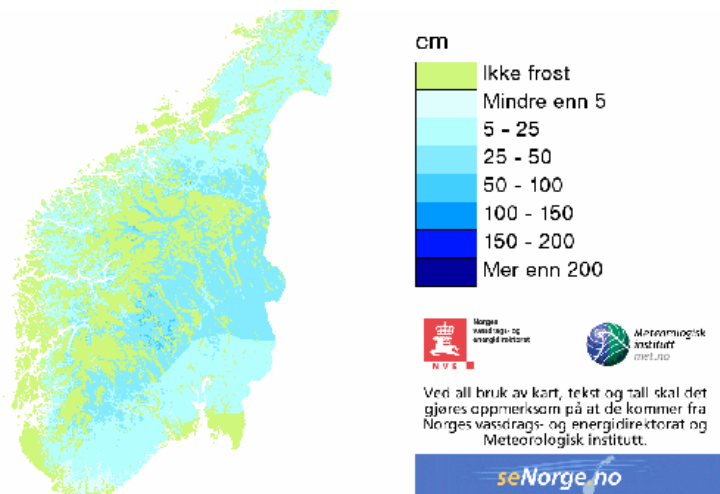 cm
Ikke frost
Mindre enn 5
5 - 25
25 - 50
50 - 100
100 - 150
150 - 200
Mer enn 200
Norges
vassdrags- og
energidirektorat
NVE
Meteorologisk
institutt
met.no
Ved all bruk av kart, tekst og tall skal det
gjøres oppmerksom på at de kommer fra
Norges vassdrags- og energidirektorat og
Meteorologisk institutt.
seNorge.no